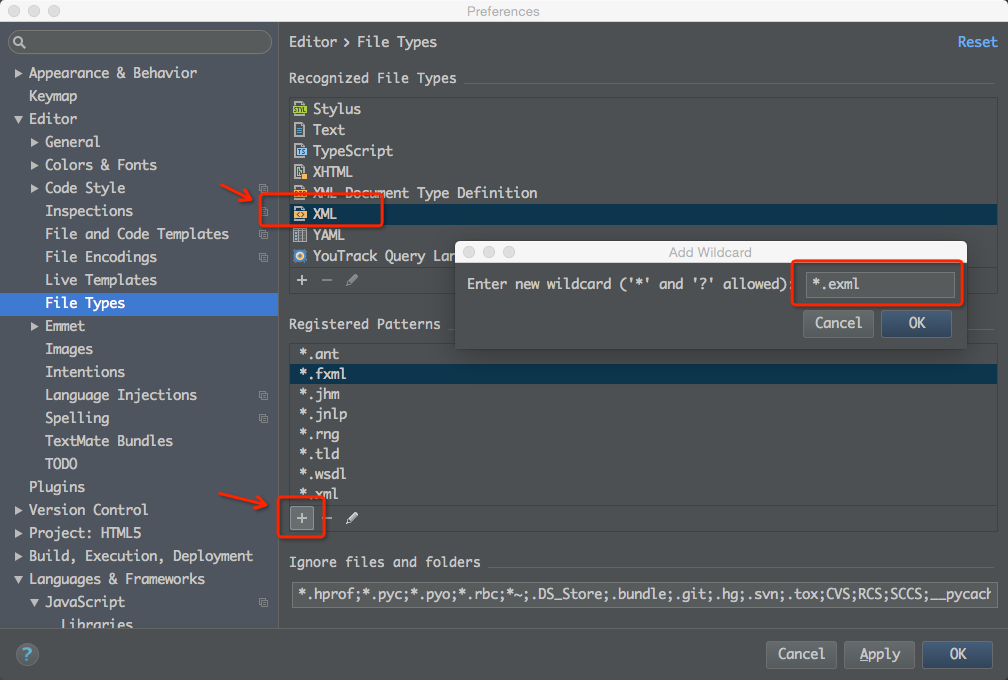 Preferences
Appearance & Behavior
Keymap
Editor
General
Colors & Fonts
Code Style
Inspections
File and Code Templates
File Encodings
Live Templates
File Types
Emmet
Images
Intentions
Language Injections
Spelling
TextMate Bundles
TODO
Plugins
Version Control
Project: HTML5
Build, Execution, Deployment
Languages & Frameworks
JavaScript
Libraries
Editor › File Types
Reset
Recognized File Types
Stylus
Text
TypeScript
XHTML
XML Document Type Definition
XML
YAML
YouTrack Query Lan
Add Wildcard
Enter new wildcard ('*' and '?' allowed):
*.exml
Cancel
OK
Registered Patterns
*.ant
*.fxml
*.jhm
*.jnlp
*.rng
*.tld
*.wsdl
*.xml
Ignore files and folders
*.hprof;*.pyc;*.pyo;*.rbc;*~;.DS_Store;.bundle;.git;.hg;.svn;.tox;CVS;RCS;SCCS;__pycach
?
Cancel
Apply
OK